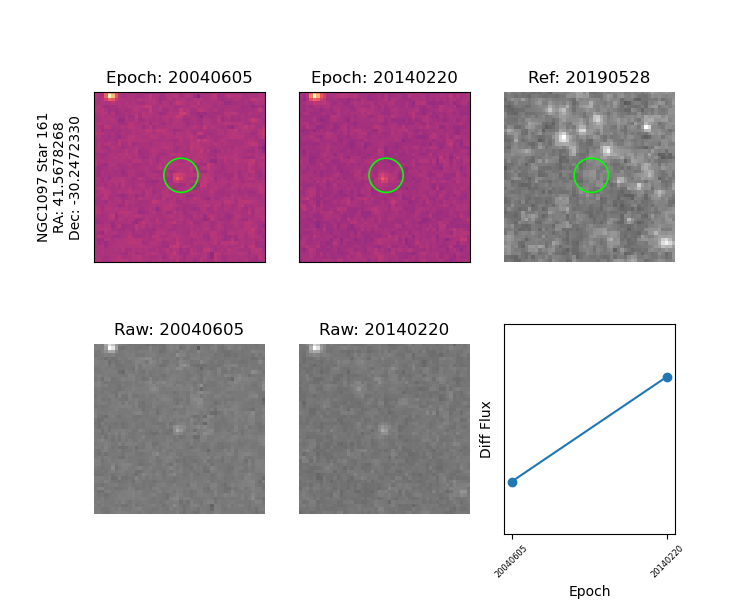 Epoch: 20040605
Epoch: 20140220
Ref: 20190528
NGC1097 Star 161
RA: 41.5678268
Dec: -30.2472330
Raw: 20040605
Raw: 20140220
Diff Flux
20040605
20140220
Epoch